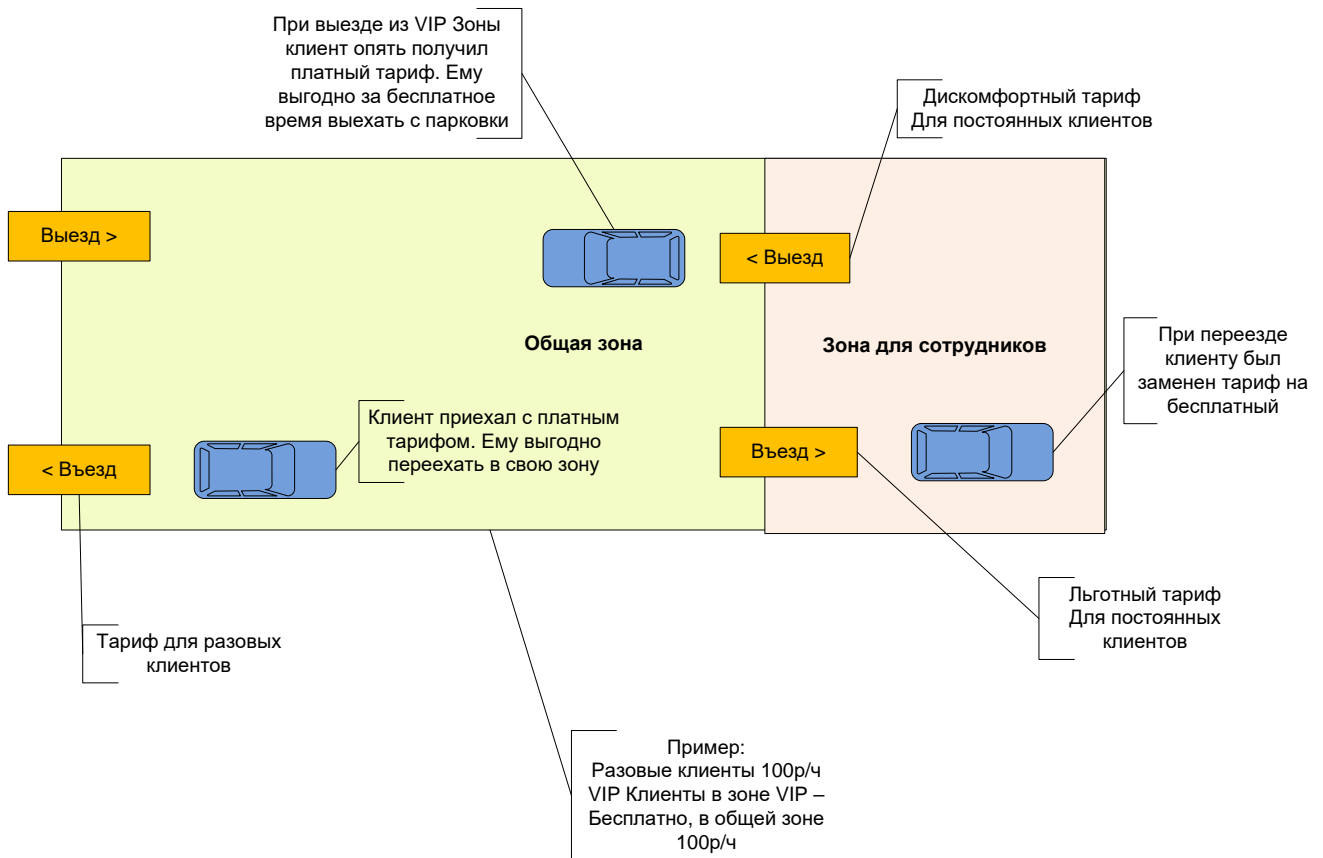 При выезде из VIP Зоны
клиент опять получил
платный тариф. Ему
выгодно за бесплатное
время выехать с парковки
Дискомфортный тариф
Для постоянных клиентов
Выезд >
< Выезд
Общая зона
Зона для сотрудников
При переезде
клиенту был
заменен тариф на
бесплатный
Клиент приехал с платным
тарифом. Ему выгодно
переехать в свою зону
< Въезд
Въезд >
Льготный тариф
Для постоянных
клиентов
Тариф для разовых
клиентов
Пример:
Разовые клиенты 100р/ч
VIP Клиенты в зоне VIP –
Бесплатно, в общей зоне
100р/ч